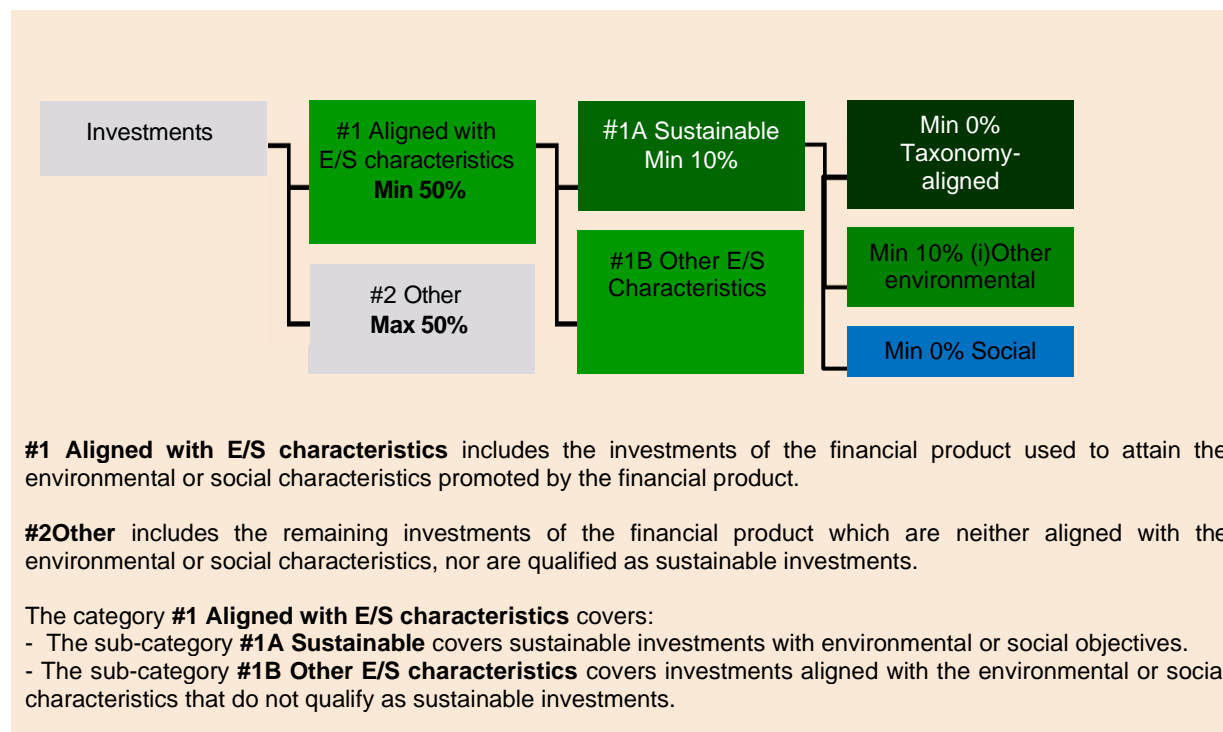 Investments
#1 Aligned with
E/S characteristics
Min 50%
#2 Other
Max 50%
#1A Sustainable
Min 10%
#1B Other E/S
Characteristics
Min 0%
Taxonomy-
aligned
Min 10% (i)Other
environmental
Min 0% Social
#1 Aligned with E/S characteristics includes the investments of the financial product used to attain the
environmental or social characteristics promoted by the financial product.
#2Other includes the remaining investments of the financial product which are neither aligned with the
environmental or social characteristics, nor are qualified as sustainable investments.
The category #1 Aligned with E/S characteristics covers:
- The sub-category #1A Sustainable covers sustainable investments with environmental or social objectives.
- The sub-category #1B Other E/S characteristics covers investments aligned with the environmental or social
characteristics that do not qualify as sustainable investments.